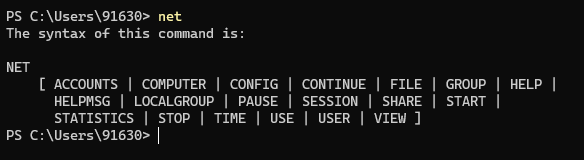 PS C:\Users\91630> net
The syntax of this command is:
NET
[ ACCOUNTS | COMPUTER | CONFIG | CONTINUE | FILE | GROUP | HELP |
HELPMSG | LOCALGROUP | PAUSE | SESSION | SHARE | START |
STATISTICS | STOP | TIME | USE | USER | VIEW ]
PS C:\Users\91630>